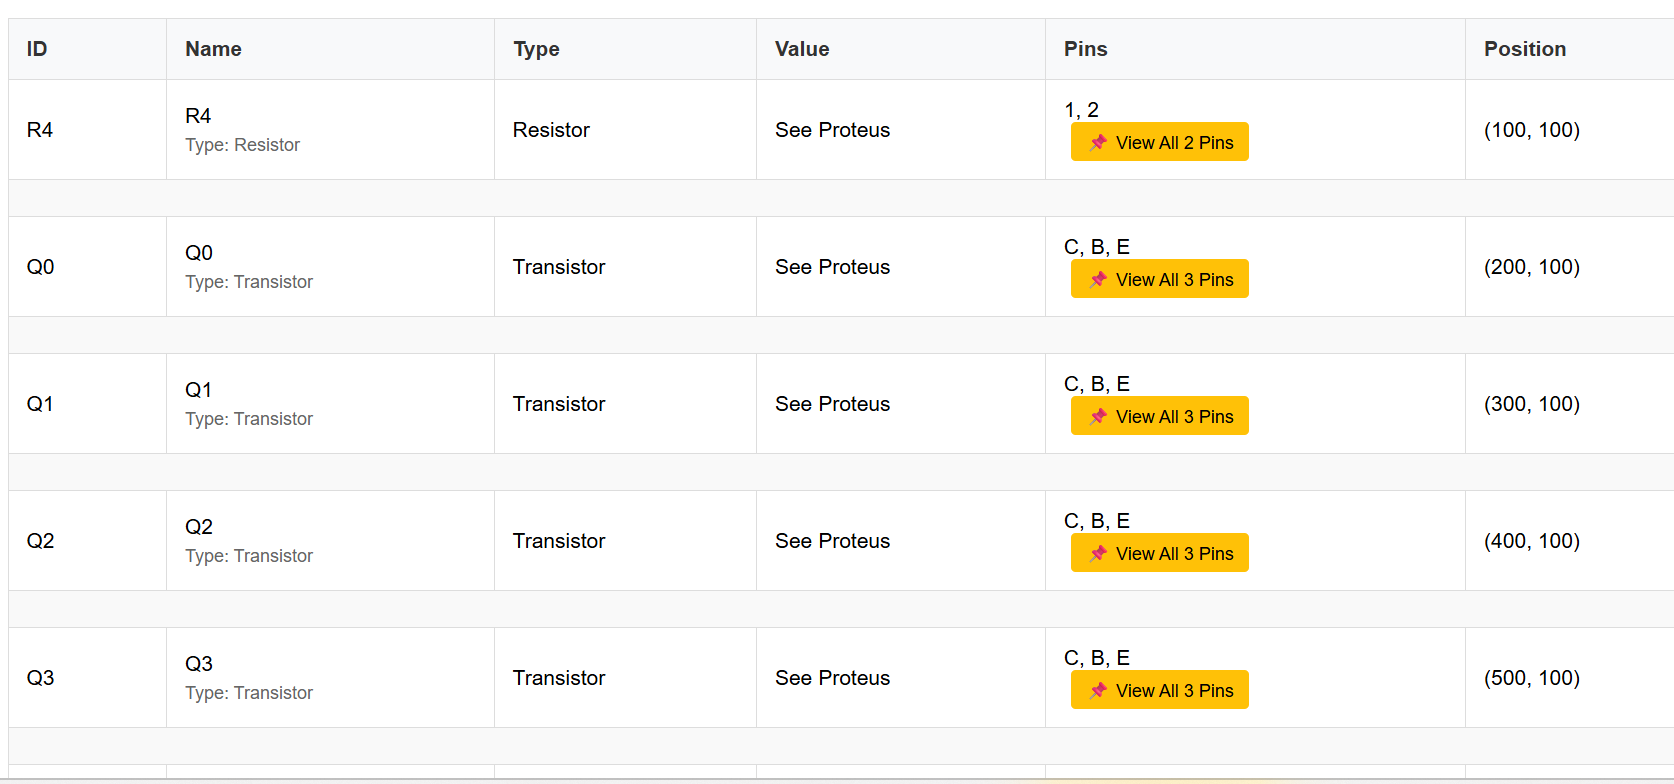 ID Name Type Value Pins Position
R4 R4 Type: Resistor Resistor See Proteus 1, 2 View All 2 Pins (100, 100)
Q0 Q0 Type: Transistor Transistor See Proteus C, B, E View All 3 Pins (200, 100)
Q1 Q1 Type: Transistor Transistor See Proteus C, B, E View All 3 Pins (300, 100)
Q2 Q2 Type: Transistor Transistor See Proteus C, B, E View All 3 Pins (400, 100)
Q3 Q3 Type: Transistor Transistor See Proteus C, B, E View All 3 Pins (500, 100)